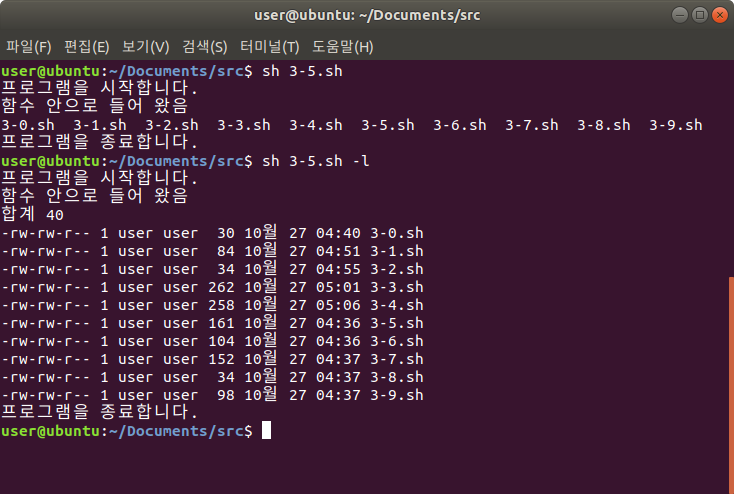 user@ubuntu: ~/Documents/src
파일(F) 편집(E) 보기(V) 검색(S) 터미널(T) 도움말(H)
user@ubuntu:~/Documents/src$ sh 3-5.sh
프로그램을 시작합니다.
함수 안으로 들어 왔음
3-0.sh  3-1.sh  3-2.sh  3-3.sh  3-4.sh  3-5.sh  3-6.sh  3-7.sh  3-8.sh  3-9.sh
프로그램을 종료합니다.
user@ubuntu:~/Documents/src$ sh 3-5.sh -l
프로그램을 시작합니다.
함수 안으로 들어 왔음
합계 40
-rw-rw-r-- 1 user user  30 10월 27 04:40 3-0.sh
-rw-rw-r-- 1 user user  84 10월 27 04:51 3-1.sh
-rw-rw-r-- 1 user user  34 10월 27 04:55 3-2.sh
-rw-rw-r-- 1 user user 262 10월 27 05:01 3-3.sh
-rw-rw-r-- 1 user user 258 10월 27 05:06 3-4.sh
-rw-rw-r-- 1 user user 161 10월 27 04:36 3-5.sh
-rw-rw-r-- 1 user user 104 10월 27 04:36 3-6.sh
-rw-rw-r-- 1 user user 152 10월 27 04:37 3-7.sh
-rw-rw-r-- 1 user user  34 10월 27 04:37 3-8.sh
-rw-rw-r-- 1 user user  98 10월 27 04:37 3-9.sh
프로그램을 종료합니다.
user@ubuntu:~/Documents/src$